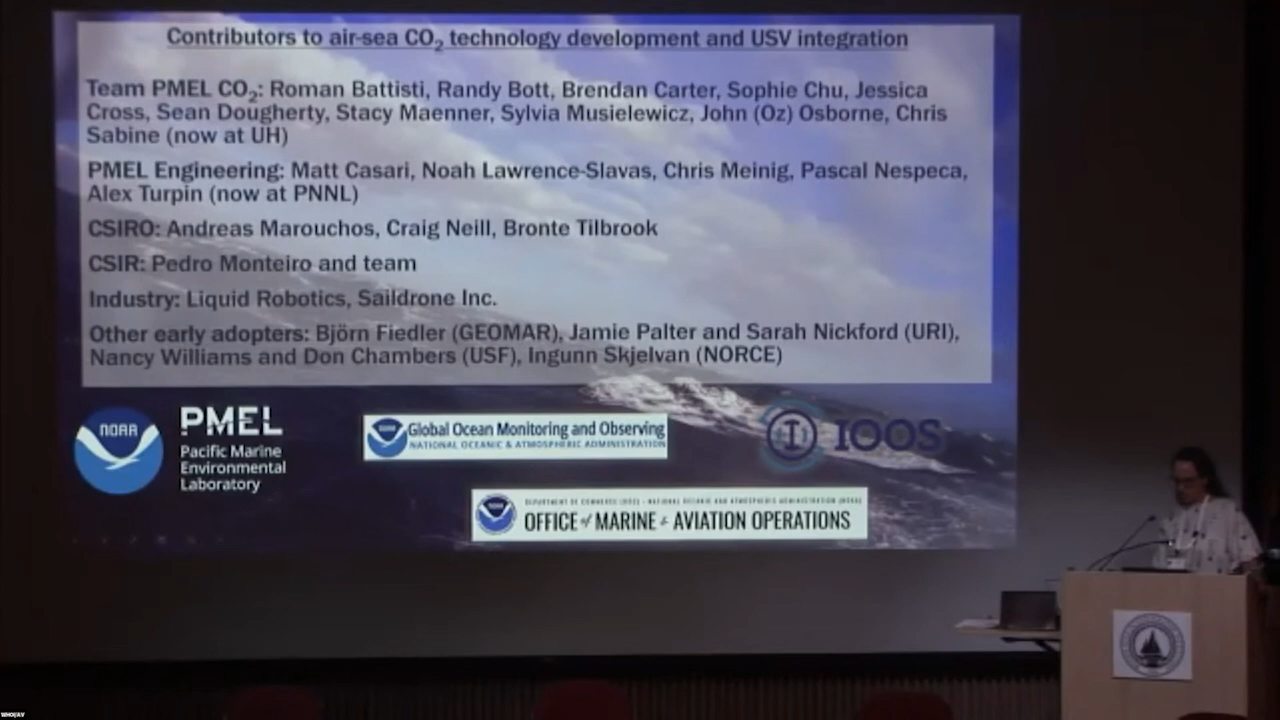 Contributors to air-sea CO₂ technology development and USV integration
Team PMEL CO₂: Roman Battisti, Randy Bott, Brendan Carter, Sophie Chu, Jessica
Cross, Sean Dougherty, Stacy Maenner, Sylvia Musielewicz, John (Oz) Osborne, Chris
Sabine (now at UH)
PMEL Engineering: Matt Casari, Noah Lawrence-Slavas, Chris Meinig, Pascal Nespeca,
Alex Turpin (now at PNNL)
CSIRO: Andreas Marouchos, Craig Neill, Bronte Tilbrook
CSIR: Pedro Monteiro and team
Industry: Liquid Robotics, Saildrone Inc.
Other early adopters: Björn Fiedler (GEOMAR), Jamie Palter and Sarah Nickford (URI),
Nancy Williams and Don Chambers (USF), Ingunn Skjelvan (NORCE)
NOAA
PMEL
Pacific Marine
Environmental
Laboratory
Global Ocean Monitoring and Observing
NATIONAL OCEANIC & ATMOSPHERIC ADMINISTRATION
IOOS
OFFICE of MARINE & AVIATION OPERATIONS
WHOI/AV